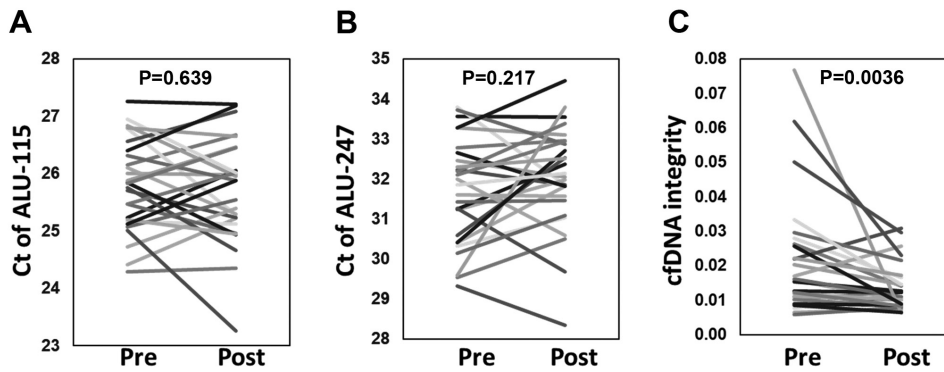 A
B
C
Ct of ALU-115
28
27
26
25
24
23
P=0.639
Pre
Post
Ct of ALU-247
35
34
33
32
31
30
29
28
P=0.217
Pre
Post
cfDNA integrity
0.08
0.07
0.06
0.05
0.04
0.03
0.02
0.01
0.00
P=0.0036
Pre
Post